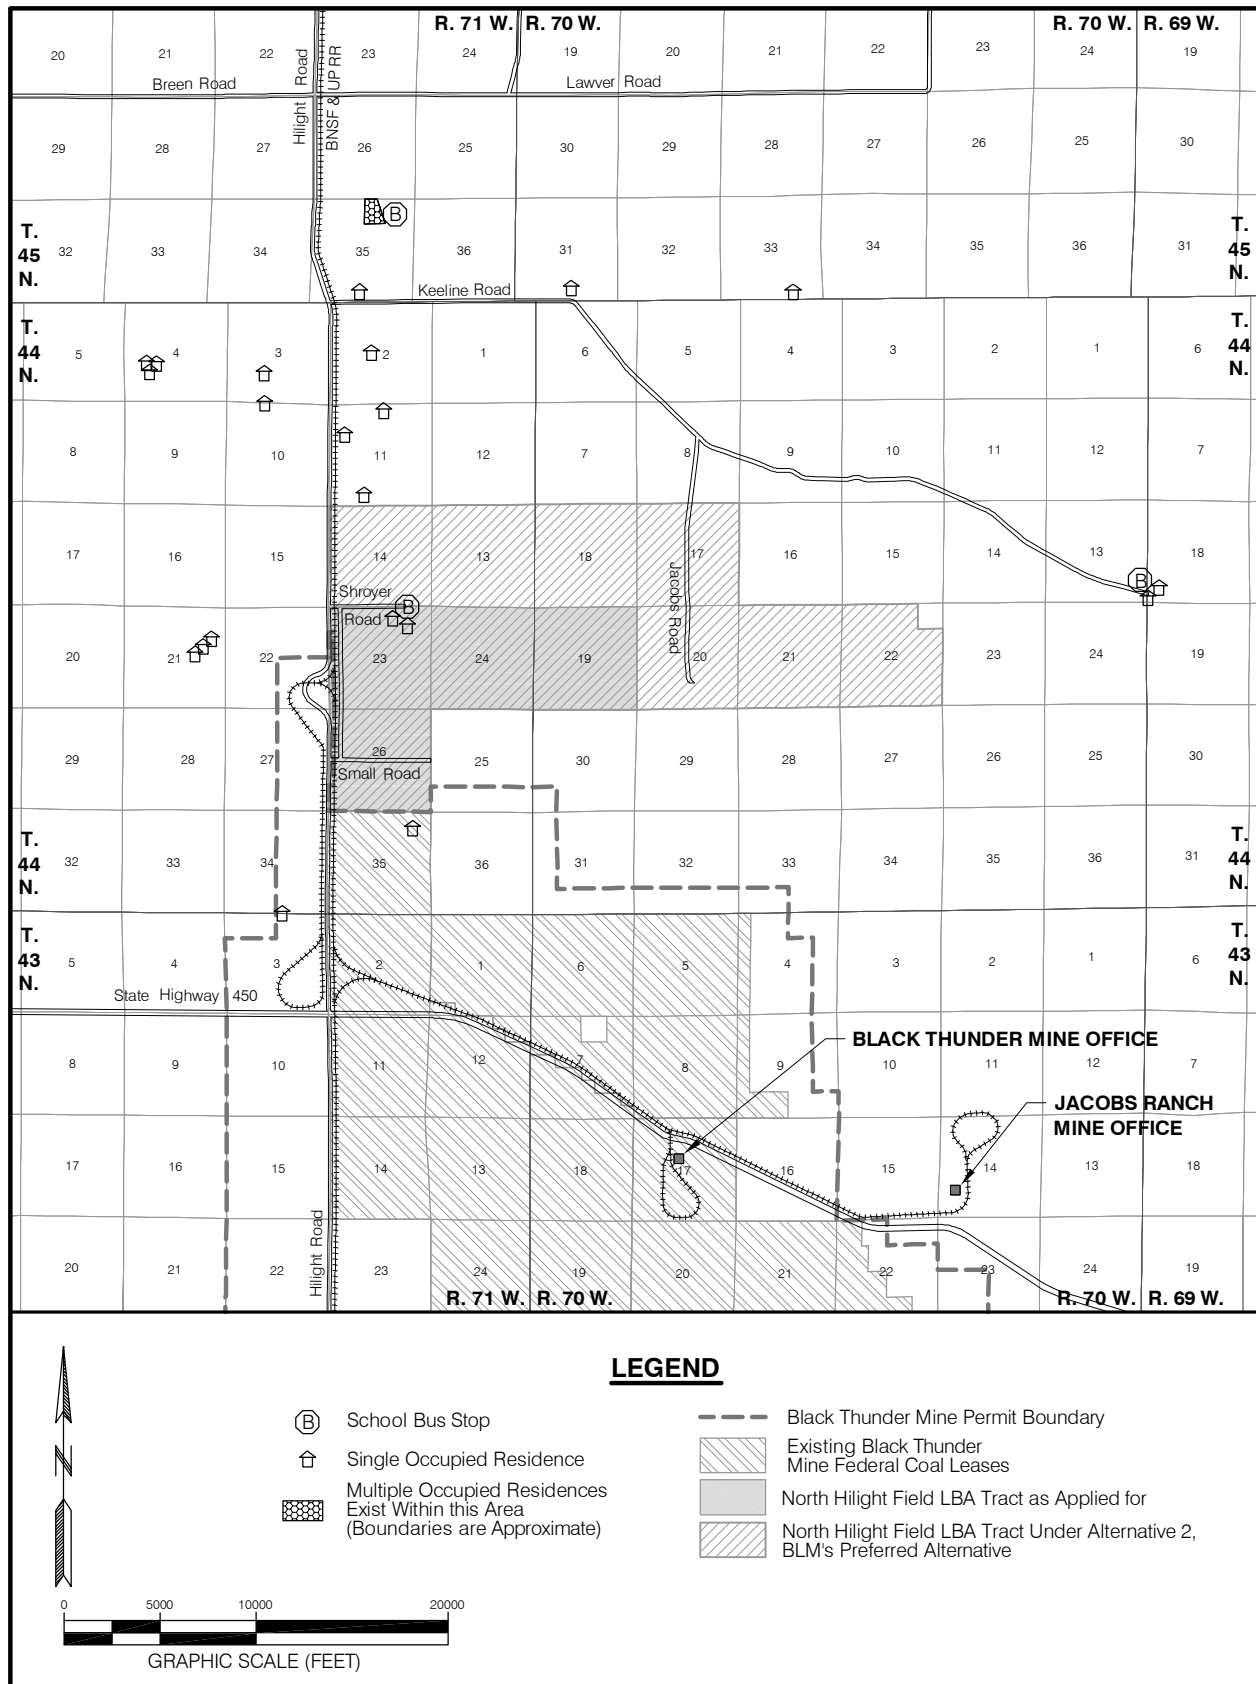 R. 71 W. R. 70 W. R. 70 W. R. 69 W.
20 21 22 23 24 19 20 21 22 23 24 19
Breen Road
Lawver Road
Hilight Road
BNSF & UP RR
29 28 27 26 25 30 29 28 27 26 25 30
B
T.
45
N.
32 33 34 35 36 31 32 33 34 35 36 31
T.
45
N.
Keeline Road
T.
44
N.
5 4 3 2 1 6 5 4 3 2 1 6
T.
44
N.
8 9 10 11 12 7 8 9 10 11 12 7
17 16 15 14 13 18 17 16 15 14 13 18
B
Shroyer
Road
B
Jacobs Road
20 21 22 23 24 19 20 21 22 23 24 19
29 28 27 26 25 30 29 28 27 26 25 30
Small Road
T.
44
N.
32 33 34 35 36 31 32 33 34 35 36 31
T.
44
N.
T.
43
N.
5 4 3 2 1 6 5 4 3 2 1 6
T.
43
N.
State Highway 450
8 9 10 11 12 7 8 9 10 11 12 7
BLACK THUNDER MINE OFFICE
JACOBS RANCH
MINE OFFICE
17 16 15 14 13 18 17 16 15 14 13 18
Hilight Road
20 21 22 23 24 19 20 21 22 23 24 19
R. 71 W. R. 70 W. R. 70 W. R. 69 W.
LEGEND
B School Bus Stop
Single Occupied Residence
Multiple Occupied Residences
Exist Within this Area
(Boundaries are Approximate)
Black Thunder Mine Permit Boundary
Existing Black Thunder
Mine Federal Coal Leases
North Hilight Field LBA Tract as Applied for
North Hilight Field LBA Tract Under Alternative 2,
BLM's Preferred Alternative
N
0 5000 10000 20000
GRAPHIC SCALE (FEET)